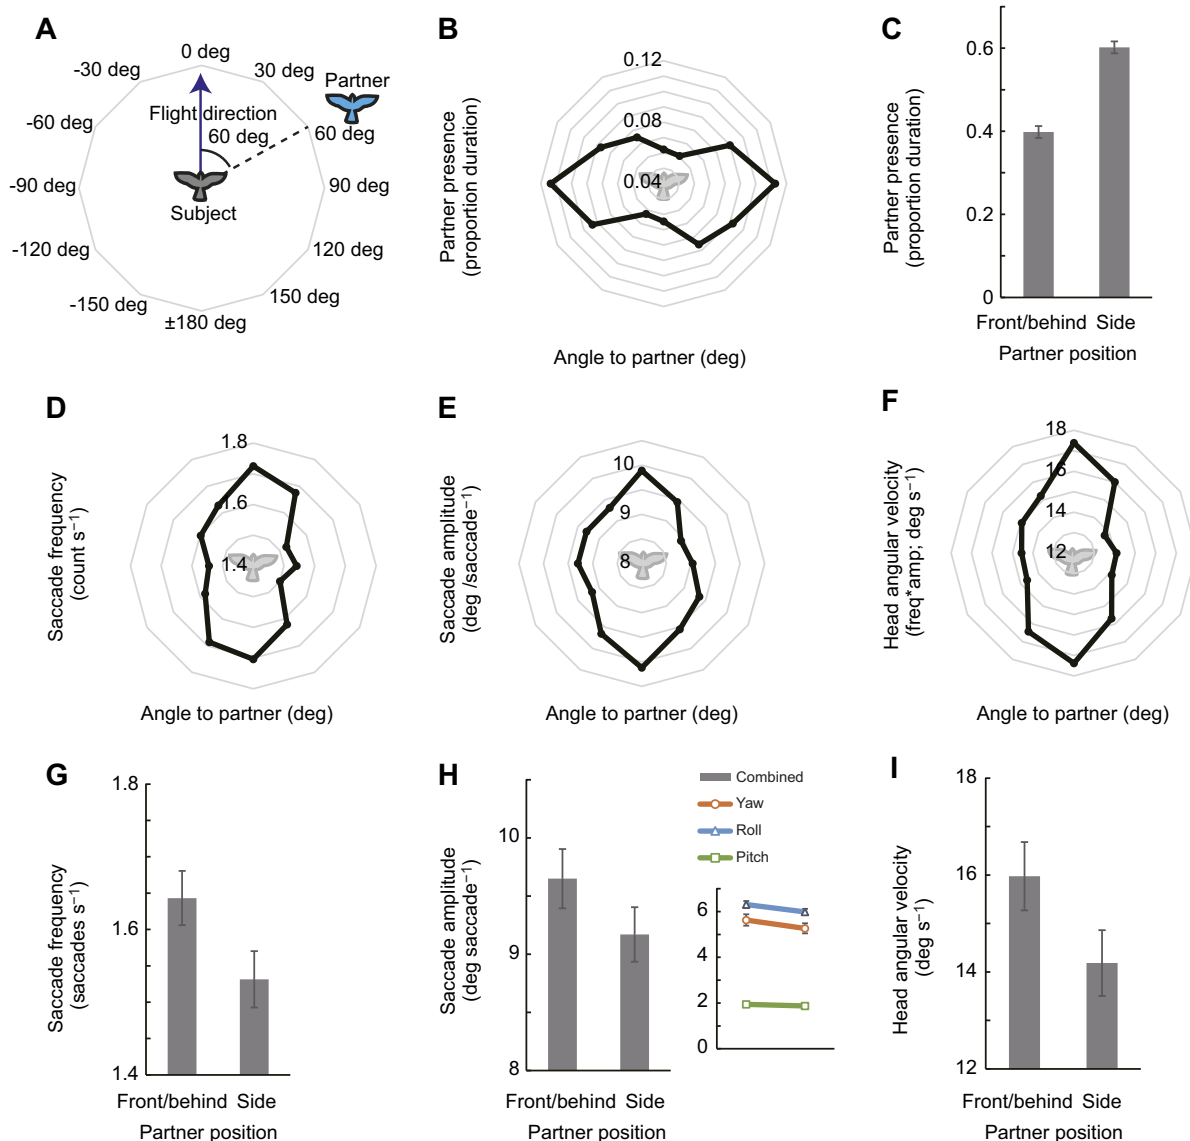 A
0 deg
-30 deg
30 deg
Partner
Flight direction
-60 deg
60 deg
60 deg
-90 deg
90 deg
Subject
-120 deg
120 deg
-150 deg
150 deg
±180 deg
B
Partner presence
(proportion duration)
0.12
0.08
0.04
Angle to partner (deg)
C
Partner presence
(proportion duration)
0.6
0.4
0.2
0
Front/behind Side
Partner position
D
Saccade frequency
(count s⁻¹)
1.8
1.6
1.4
Angle to partner (deg)
E
Saccade amplitude
(deg /saccade⁻¹)
10
9
8
Angle to partner (deg)
F
Head angular velocity
(freq*amp; deg s⁻¹)
18
16
14
12
Angle to partner (deg)
G
Saccade frequency
(saccades s⁻¹)
1.8
1.6
1.4
Front/behind Side
Partner position
H
Saccade amplitude
(deg saccade⁻¹)
10
9
8
Front/behind Side
Partner position
Combined
Yaw
Roll
Pitch
6
4
2
0
I
Head angular velocity
(deg s⁻¹)
18
16
14
12
Front/behind Side
Partner position